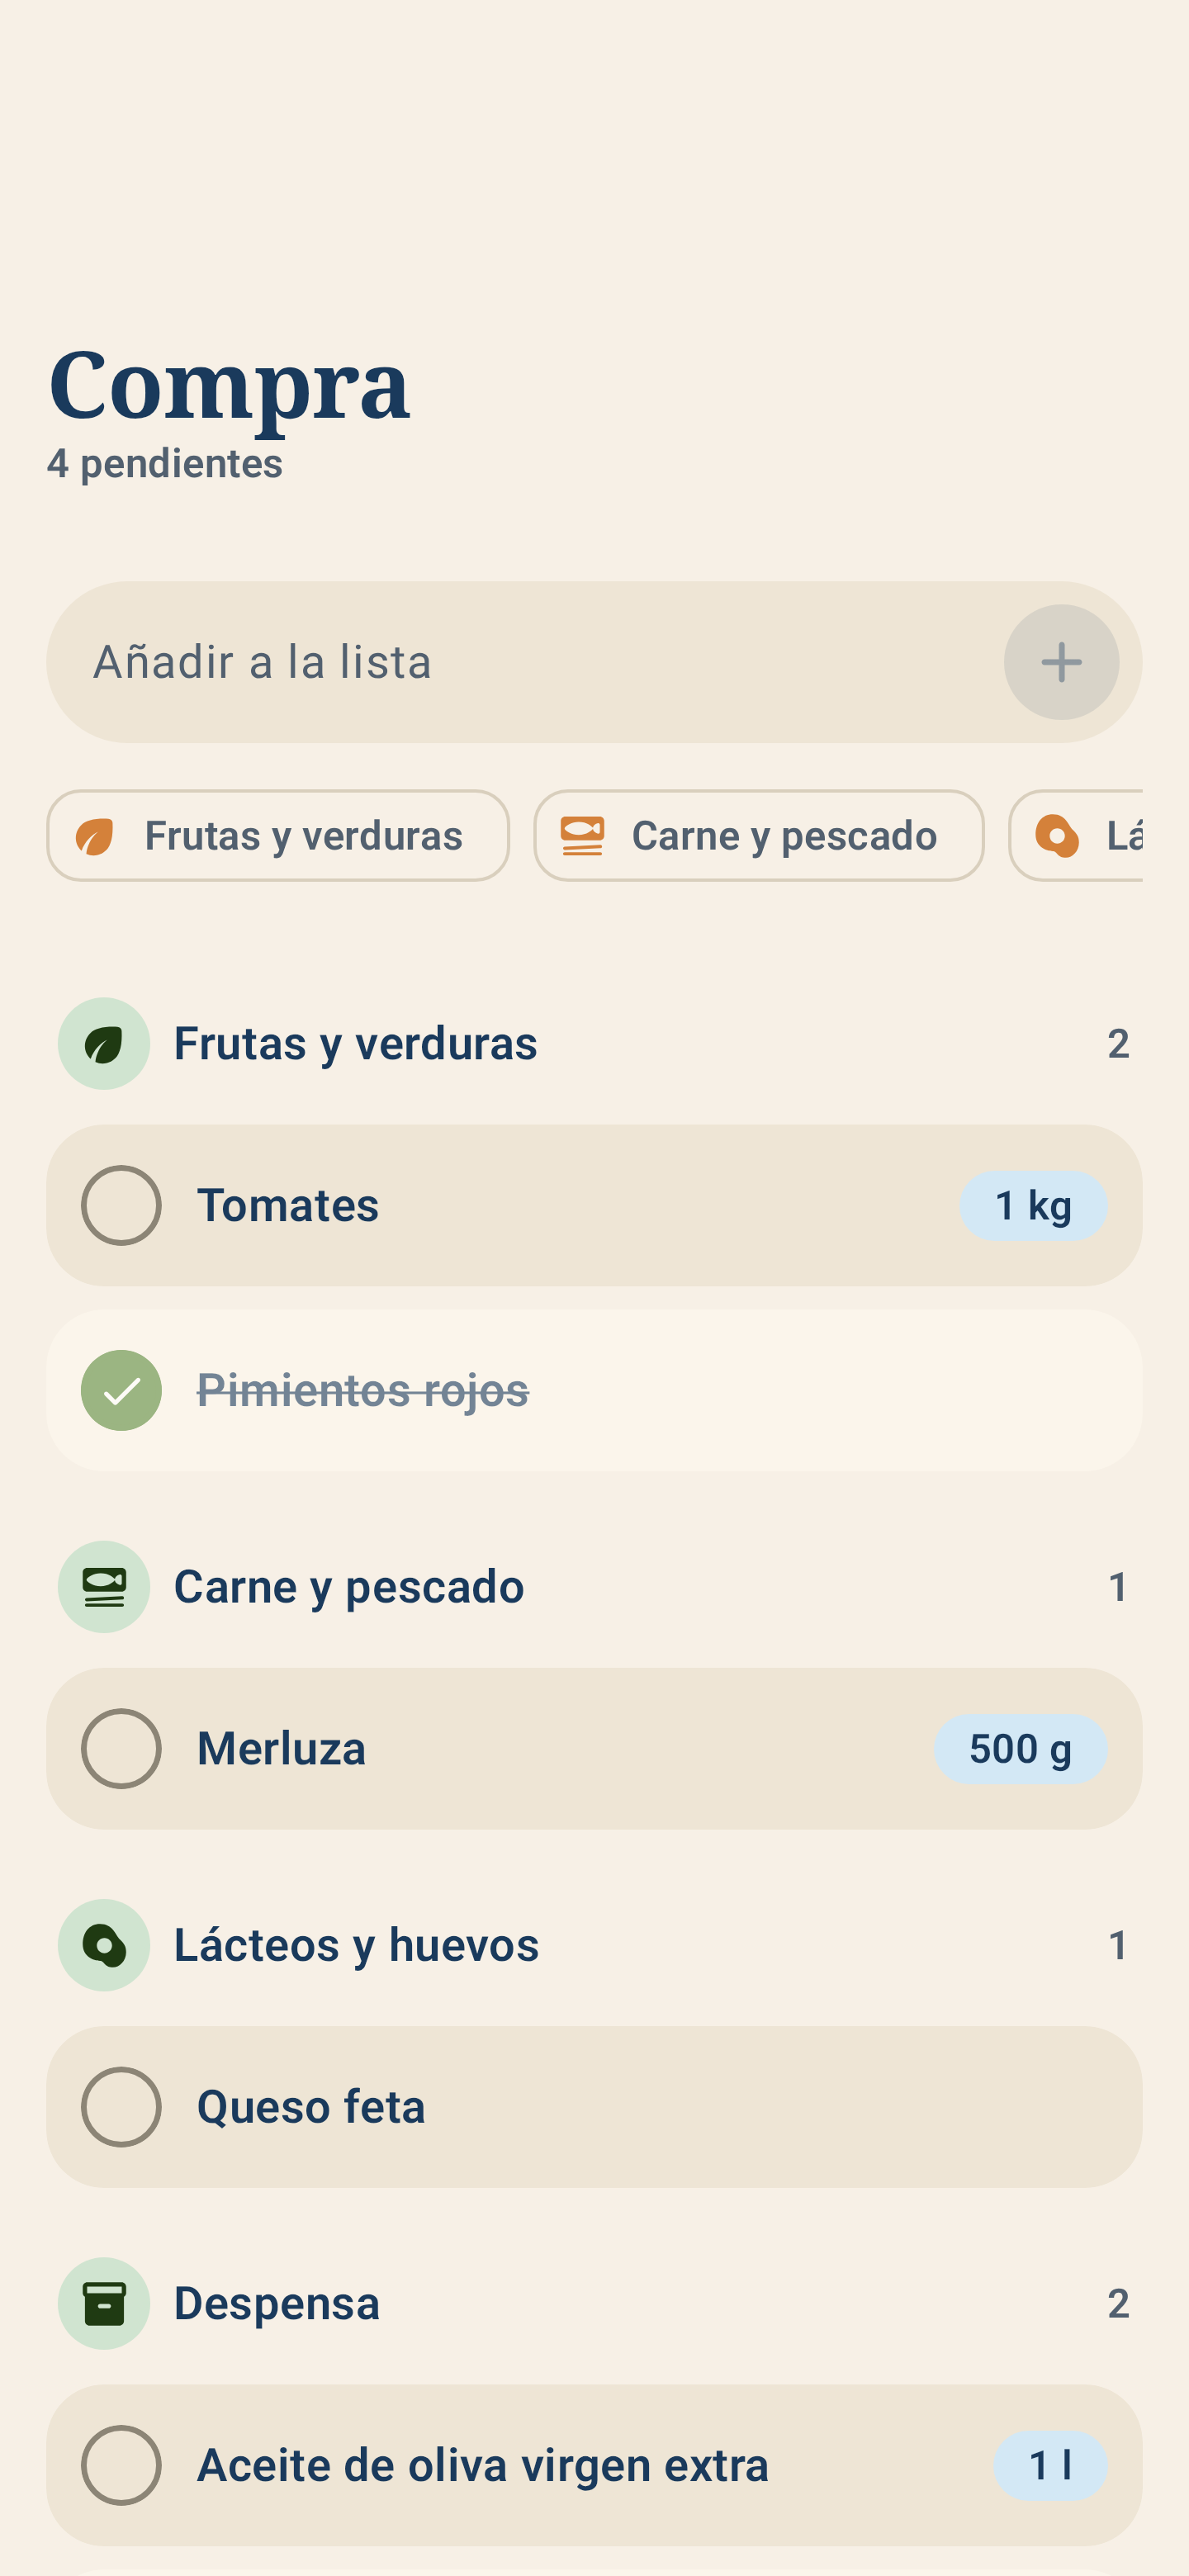 Compra
4 pendientes
Añadir a la lista
Frutas y verduras
Carne y pescado
Frutas y verduras
2
Tomates
1 kg
Pimientos rojos
Carne y pescado
1
Merluza
500 g
Lácteos y huevos
1
Queso feta
Despensa
2
Aceite de oliva virgen extra
1 l